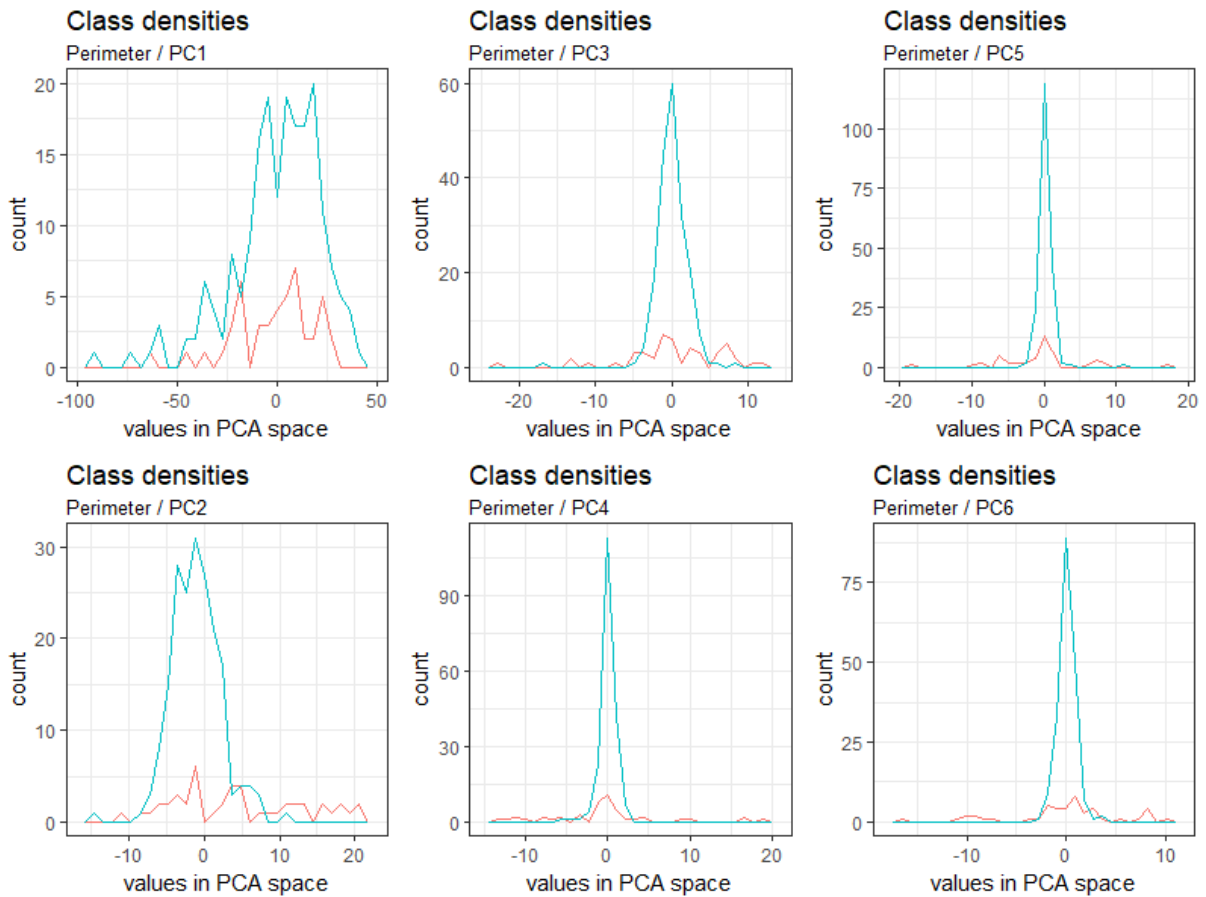 Class densities
Perimeter / PC1
20
15
10
5
0
count
-100 -50 0 50
values in PCA space
Class densities
Perimeter / PC3
60
40
20
0
count
-20 -10 0 10
values in PCA space
Class densities
Perimeter / PC5
100
75
50
25
0
count
-20 -10 0 10 20
values in PCA space
Class densities
Perimeter / PC2
30
20
10
0
count
-10 0 10 20
values in PCA space
Class densities
Perimeter / PC4
90
60
30
0
count
-10 0 10 20
values in PCA space
Class densities
Perimeter / PC6
75
50
25
0
count
-10 0 10
values in PCA space